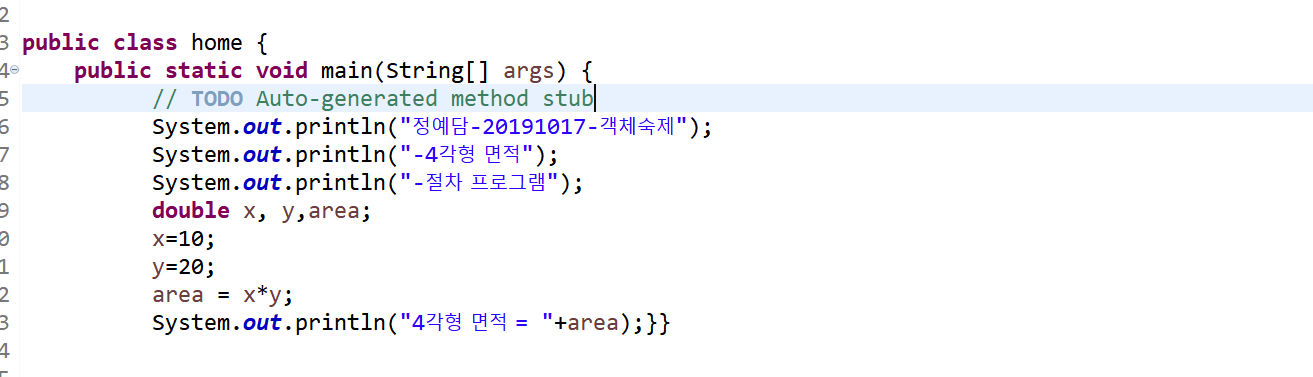 2
3 public class home {
4 public static void main(String[] args) {
5 // TODO Auto-generated method stub
6 System.out.println("정예담-20191017-객체숙제");
7 System.out.println("-4각형 면적");
8 System.out.println("-절차 프로그램");
9 double x, y,area;
0 x=10;
1 y=20;
2 area = x*y;
3 System.out.println("4각형 면적 = "+area);}}
4